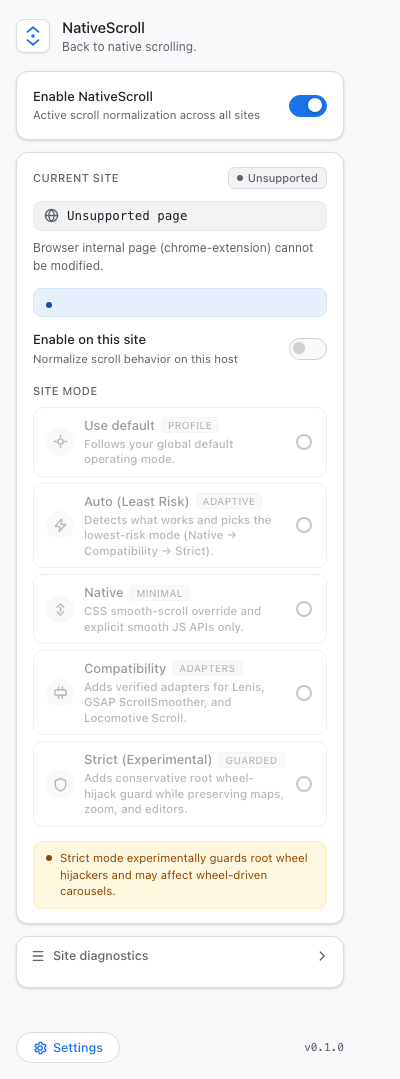 NativeScroll
Back to native scrolling.
Enable NativeScroll
Active scroll normalization across all sites
CURRENT SITE
Unsupported
Unsupported page
Browser internal page (chrome-extension) cannot
be modified.
Enable on this site
Normalize scroll behavior on this host
SITE MODE
Use default PROFILE
Follows your global default
operating mode.
Auto (Least Risk) ADAPTIVE
Detects what works and picks the
lowest-risk mode (Native →
Compatibility → Strict).
Native MINIMAL
CSS smooth-scroll override and
explicit smooth JS APIs only.
Compatibility ADAPTERS
Adds verified adapters for Lenis,
GSAP ScrollSmoother, and
Locomotive Scroll.
Strict (Experimental) GUARDED
Adds conservative root wheel-
hijack guard while preserving maps,
zoom, and editors.
Strict mode experimentally guards root wheel
hijackers and may affect wheel-driven
carousels.
Site diagnostics
Settings
v0.1.0